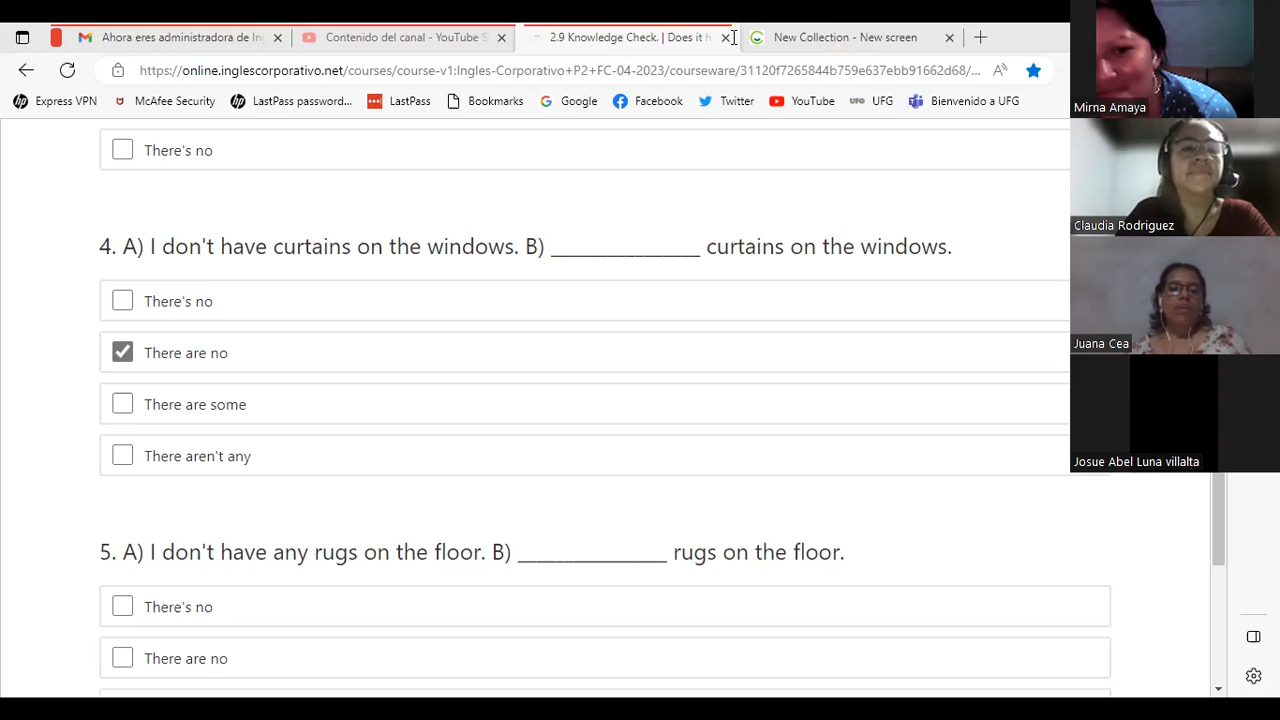 Ahora eres administradora de In
Contenido del canal - YouTube S
2.9 Knowledge Check. | Does it h
New Collection - New screen
https://online.inglescorporativo.net/courses/course-v1:Ingles-Corporativo+P2+FC-04-2023/courseware/31120f7265844b759e637ebb91662d68/...
Express VPN
McAfee Security
LastPass password...
LastPass
Bookmarks
Google
Facebook
Twitter
YouTube
UFG
UFG
Bienvenido a UFG
Mirna Amaya
There's no
Claudia Rodriguez
4. A) I don't have curtains on the windows. B) ________________ curtains on the windows.
There's no
There are no
Juana Cea
There are some
There aren't any
Josue Abel Luna villalta
5. A) I don't have any rugs on the floor. B) ________________ rugs on the floor.
There's no
There are no